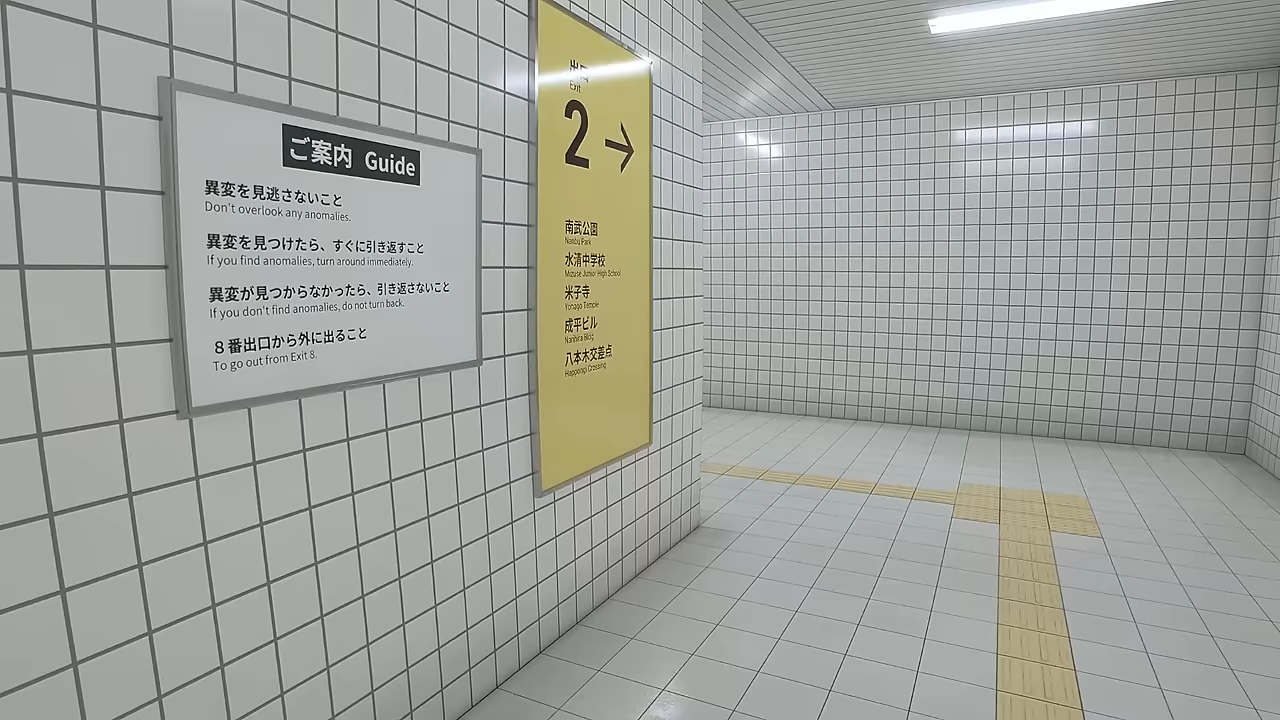 ご案内 Guide
異変を見逃さないこと
Don't overlook any anomalies.
異変を見つけたら、すぐに引き返すこと
If you find anomalies, turn around immediately.
異変が見つからなかったら、引き返さないこと
If you don't find anomalies, do not turn back.
８番出口から外に出ること
To go out from Exit 8.
出口
Exit
2
南武公園
Nanbu Park
水清中学校
Mizuse Junior High School
米子寺
Yonago Temple
成平ビル
Narihira Bldg.
八本木交差点
Happongi Crossing